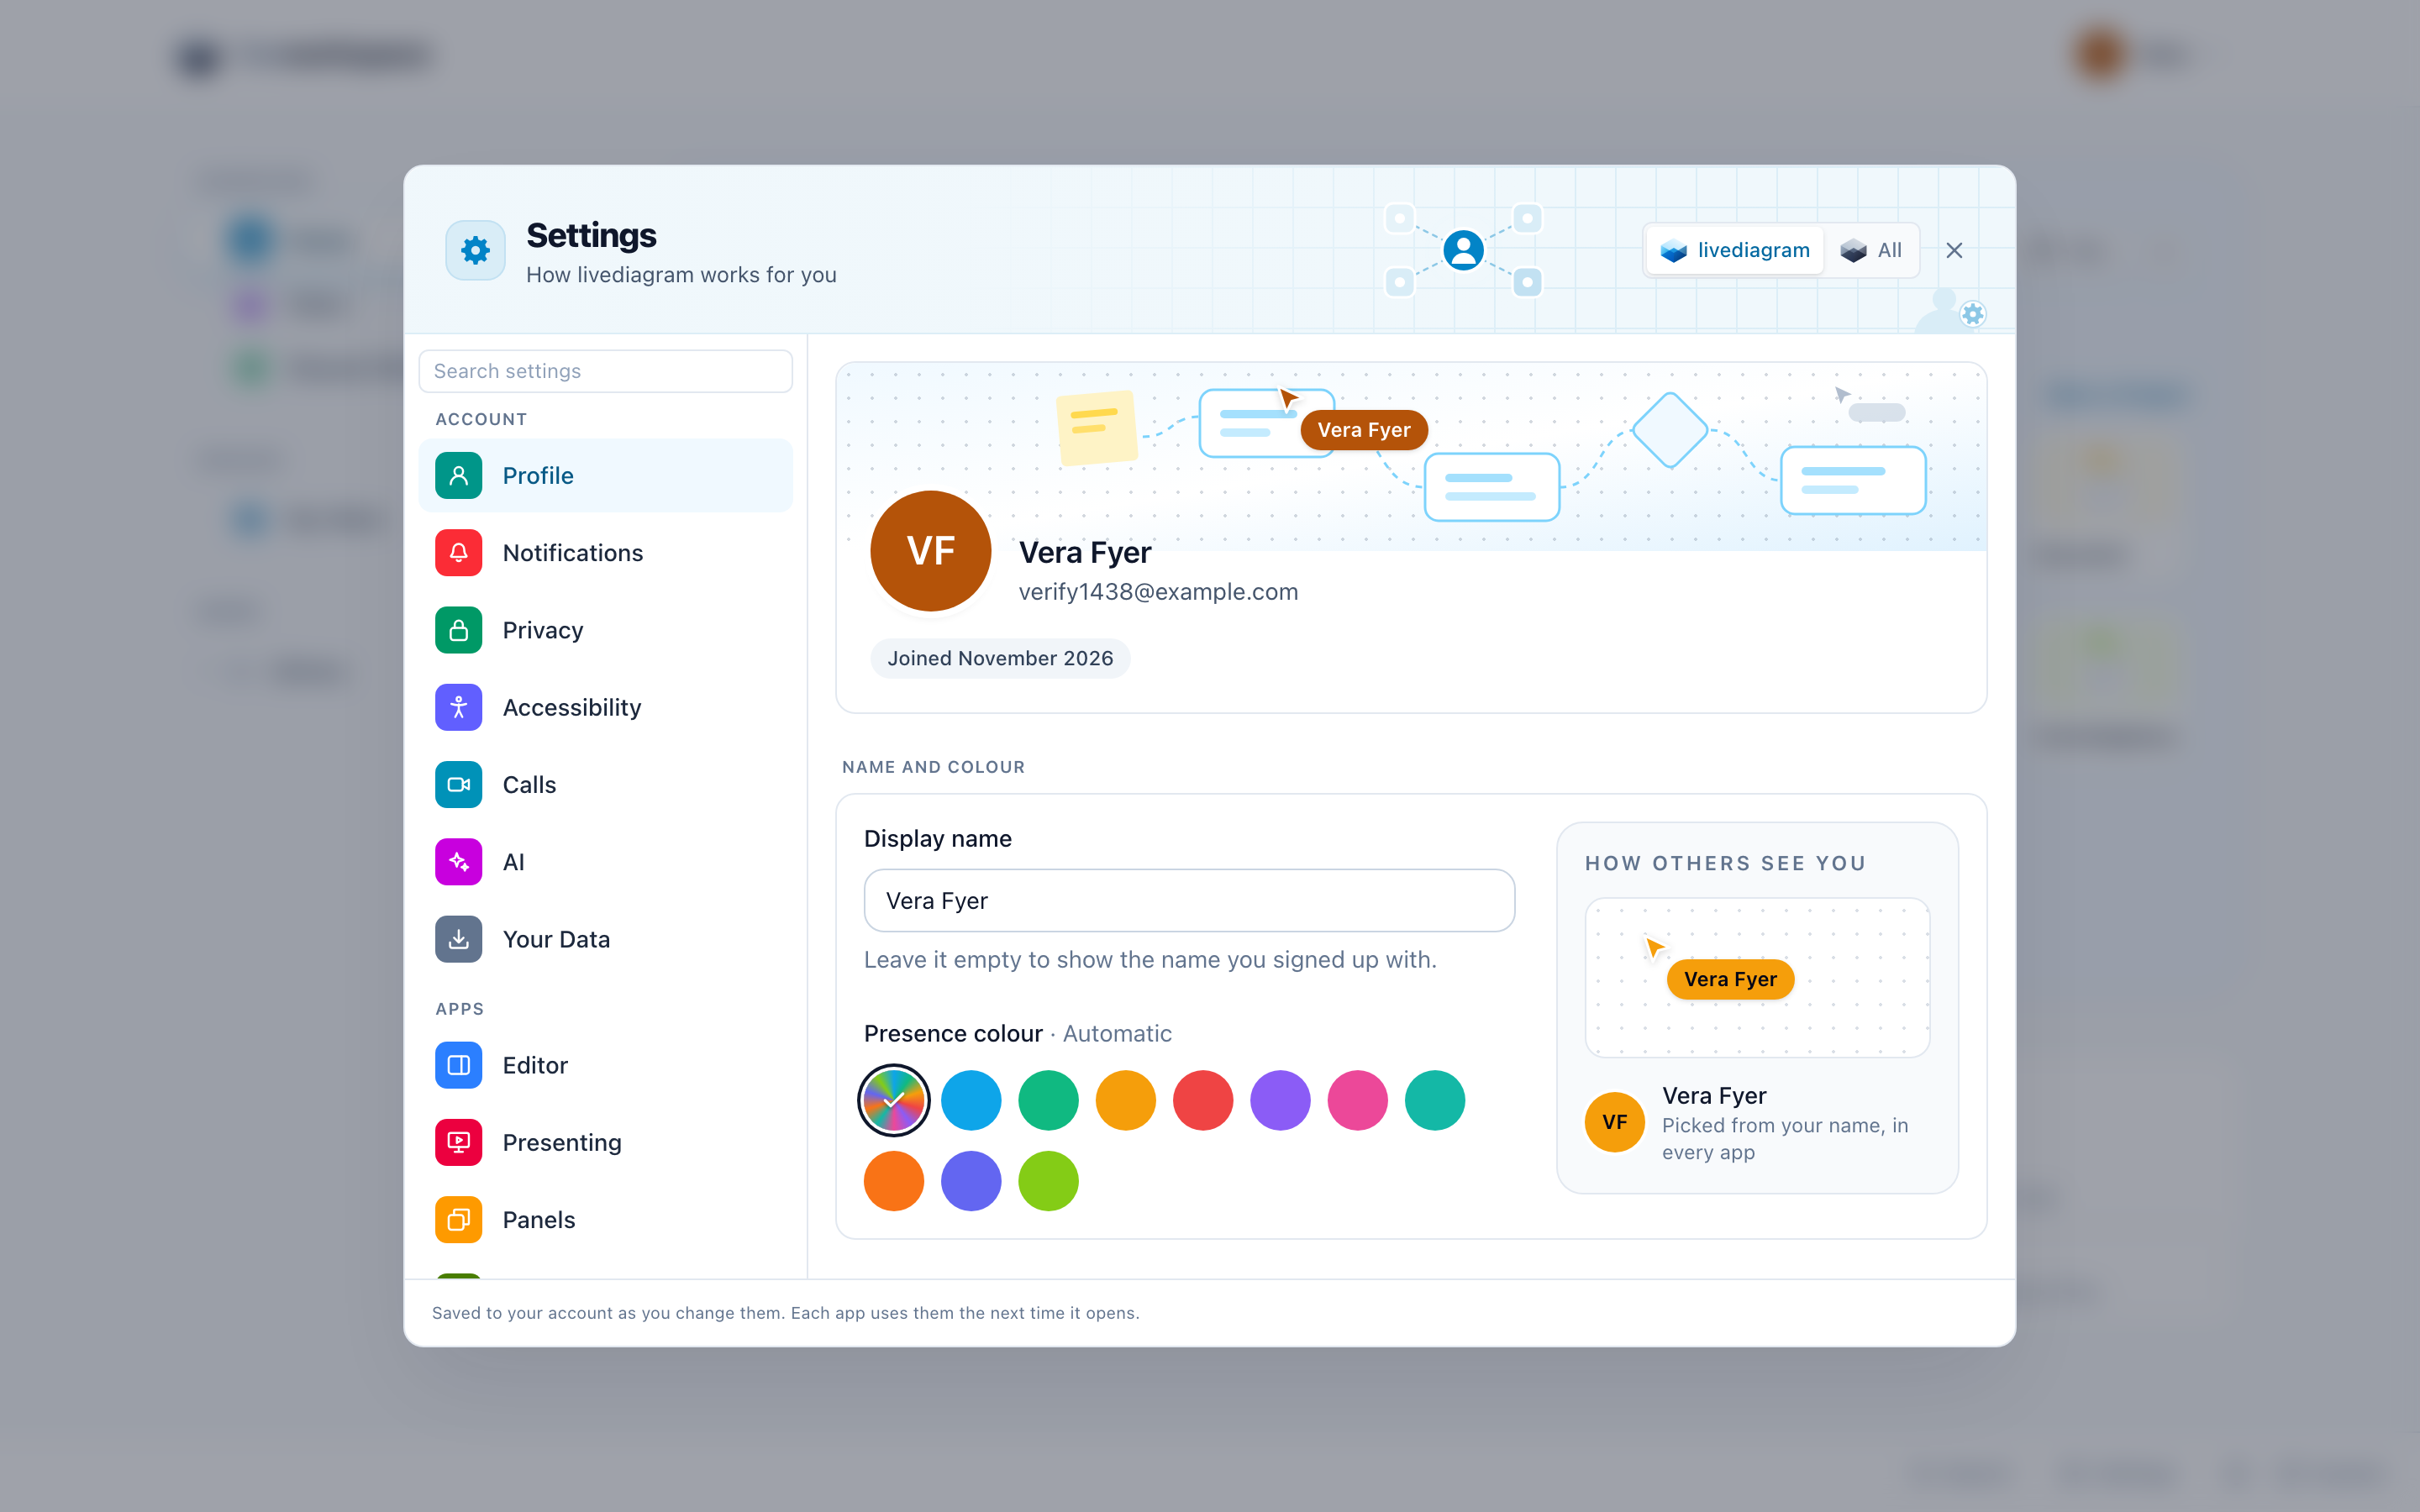 Settings
How livediagram works for you
livediagram
All
Search settings
ACCOUNT
Profile
Notifications
Privacy
Accessibility
Calls
AI
Your Data
APPS
Editor
Presenting
Panels
Vera Fyer
VF
Vera Fyer
verify1438@example.com
Joined November 2026
NAME AND COLOUR
Display name
Vera Fyer
Leave it empty to show the name you signed up with.
Presence colour · Automatic
HOW OTHERS SEE YOU
Vera Fyer
VF
Vera Fyer
Picked from your name, in
every app
Saved to your account as you change them. Each app uses them the next time it opens.